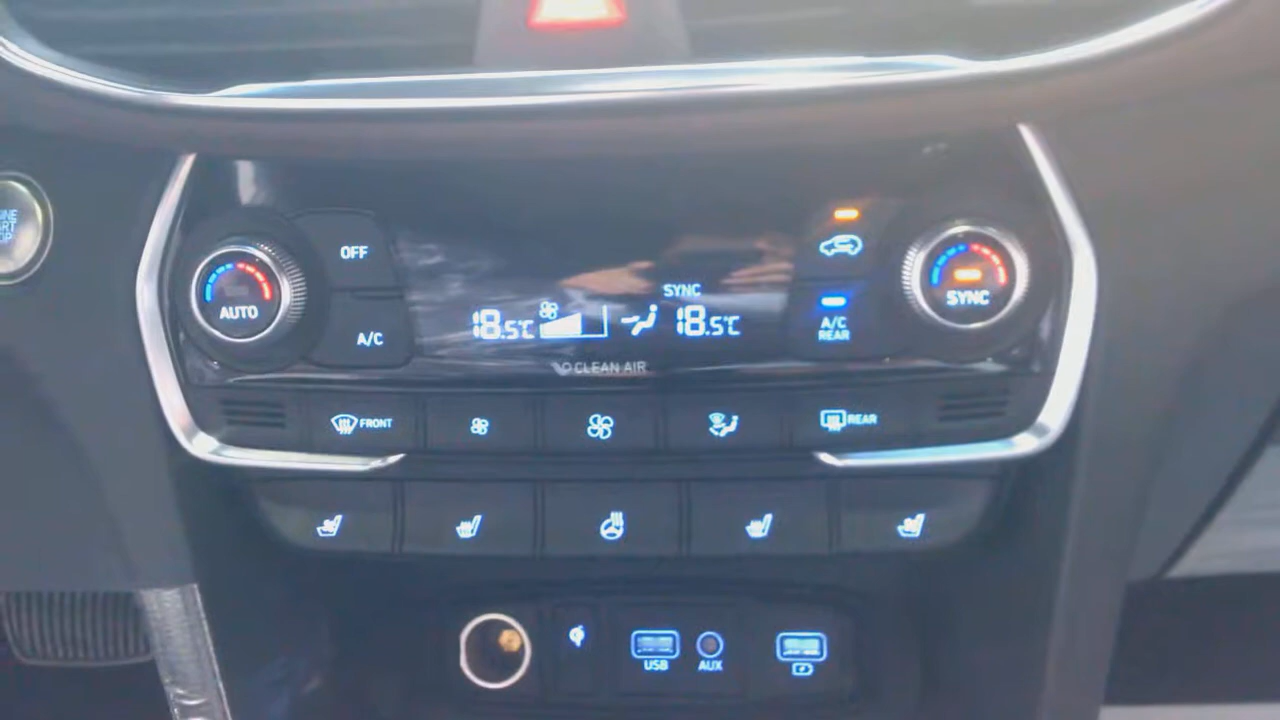 OFF
SYNC
AUTO
18.5°C
18.5°C
SYNC
A/C
A/C
REAR
CLEAN AIR
FRONT
REAR
USB
AUX